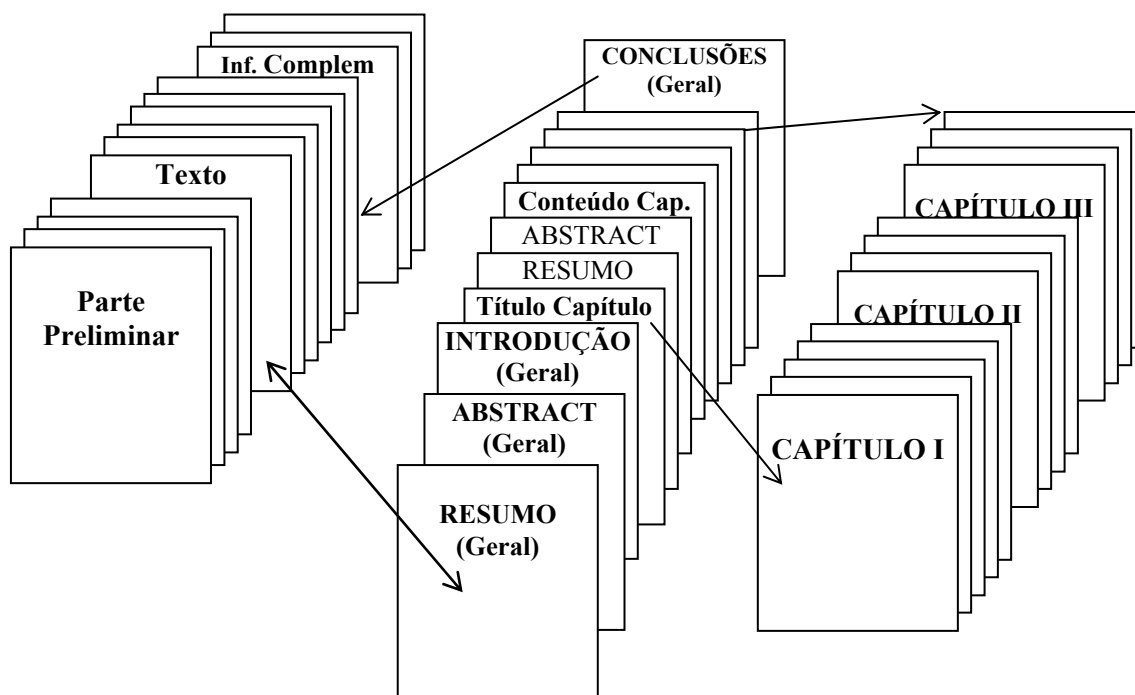 Inf. Complem
Texto
Parte
Preliminar
CONCLUSÕES
(Geral)
Conteúdo Cap.
ABSTRACT
RESUMO
Título Capítulo
INTRODUÇÃO
(Geral)
ABSTRACT
(Geral)
RESUMO
(Geral)
CAPÍTULO III
CAPÍTULO II
CAPÍTULO I